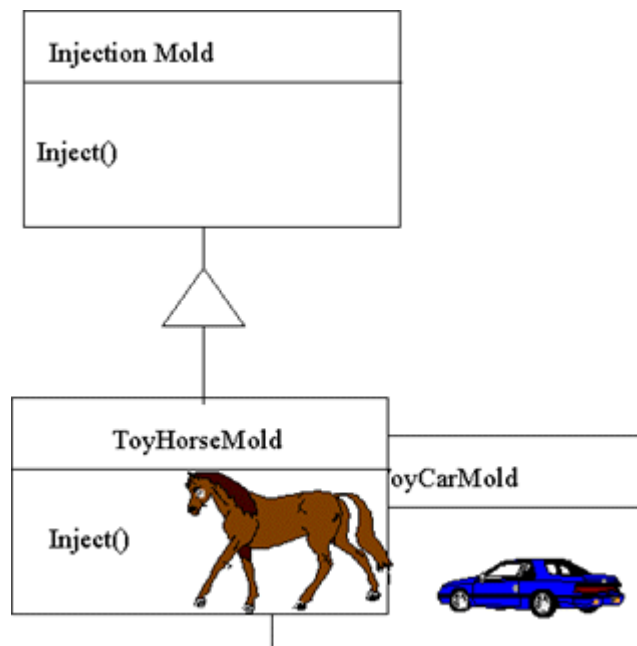 Injection Mold
Inject()
ToyHorseMold
oyCarMold
Inject()